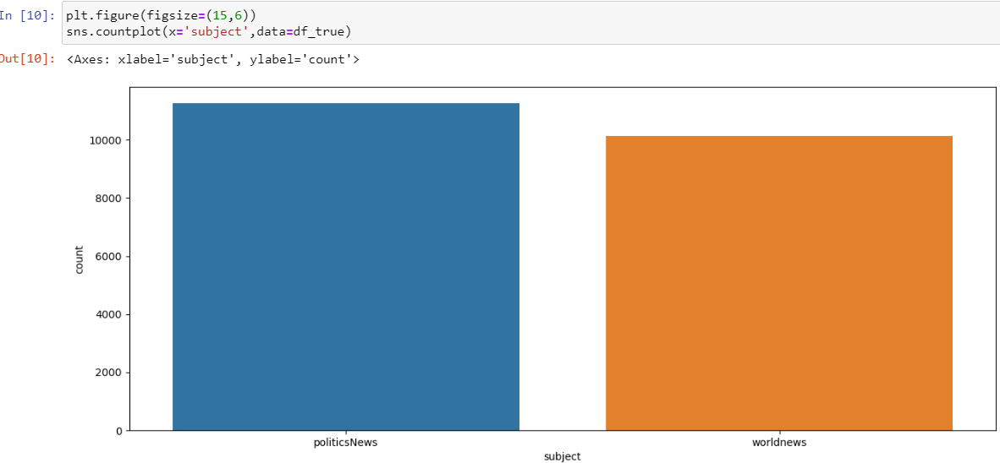 In [10]: plt.figure(figsize=(15,6))
sns.countplot(x='subject',data=df_true)
Out[10]: <Axes: xlabel='subject', ylabel='count'>
10000
8000
6000
4000
2000
0
count
politicsNews worldnews
subject